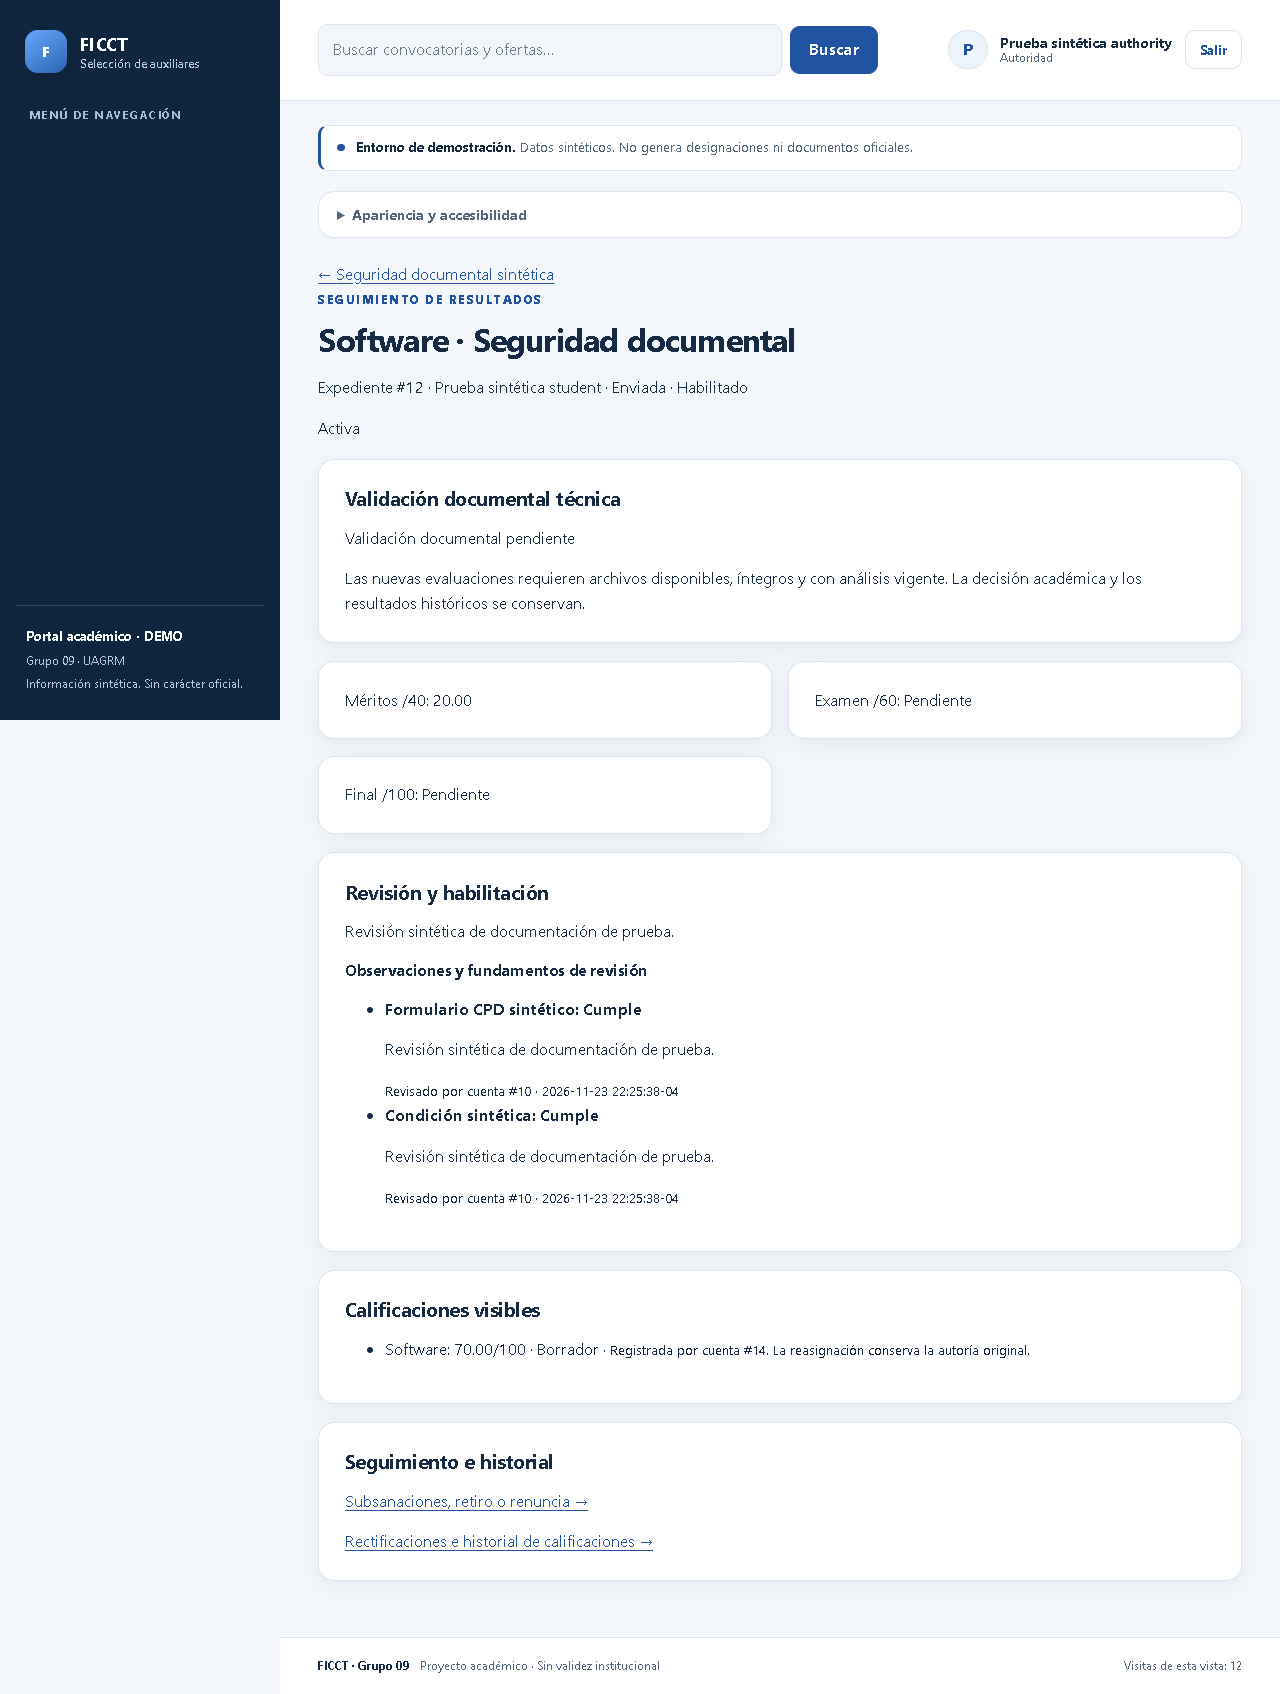 F
FICCT
Selección de auxiliares
MENÚ DE NAVEGACIÓN
Portal académico · DEMO
Grupo 09 · UAGRM
Información sintética. Sin carácter oficial.
Buscar convocatorias y ofertas...
Buscar
P
Prueba sintética authority
Autoridad
Salir
Entorno de demostración. Datos sintéticos. No genera designaciones ni documentos oficiales.
▶ Apariencia y accesibilidad
← Seguridad documental sintética
SEGUIMIENTO DE RESULTADOS
Software · Seguridad documental
Expediente #12 · Prueba sintética student · Enviada · Habilitado
Activa
Validación documental técnica
Validación documental pendiente
Las nuevas evaluaciones requieren archivos disponibles, íntegros y con análisis vigente. La decisión académica y los
resultados históricos se conservan.
Méritos /40: 20.00
Examen /60: Pendiente
Final /100: Pendiente
Revisión y habilitación
Revisión sintética de documentación de prueba.
Observaciones y fundamentos de revisión
• Formulario CPD sintético: Cumple
Revisión sintética de documentación de prueba.
Revisado por cuenta #10 · 2026-11-23 22:25:38-04
• Condición sintética: Cumple
Revisión sintética de documentación de prueba.
Revisado por cuenta #10 · 2026-11-23 22:25:38-04
Calificaciones visibles
• Software: 70.00/100 · Borrador · Registrada por cuenta #14. La reasignación conserva la autoría original.
Seguimiento e historial
Subsanaciones, retiro o renuncia →
Rectificaciones e historial de calificaciones →
FICCT · Grupo 09 Proyecto académico · Sin validez institucional
Visitas de esta vista: 12